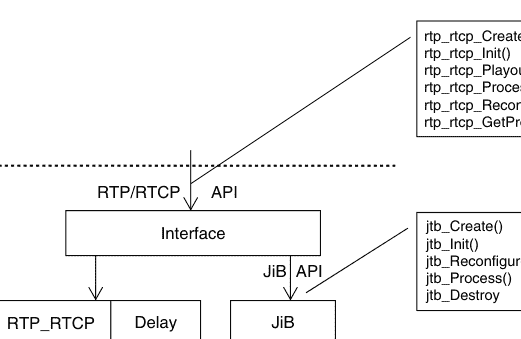 rtp_rtcp_Create
rtp_rtcp_Init()
rtp_rtcp_Playou
rtp_rtcp_Proces
rtp_rtcp_Recon
rtp_rtcp_GetPr
RTP/RTCP API
Interface
jtb_Create()
jtb_Init()
jtb_Reconfigur
jtb_Process()
jtb_Destroy
JiB API
RTP_RTCP
Delay
JiB